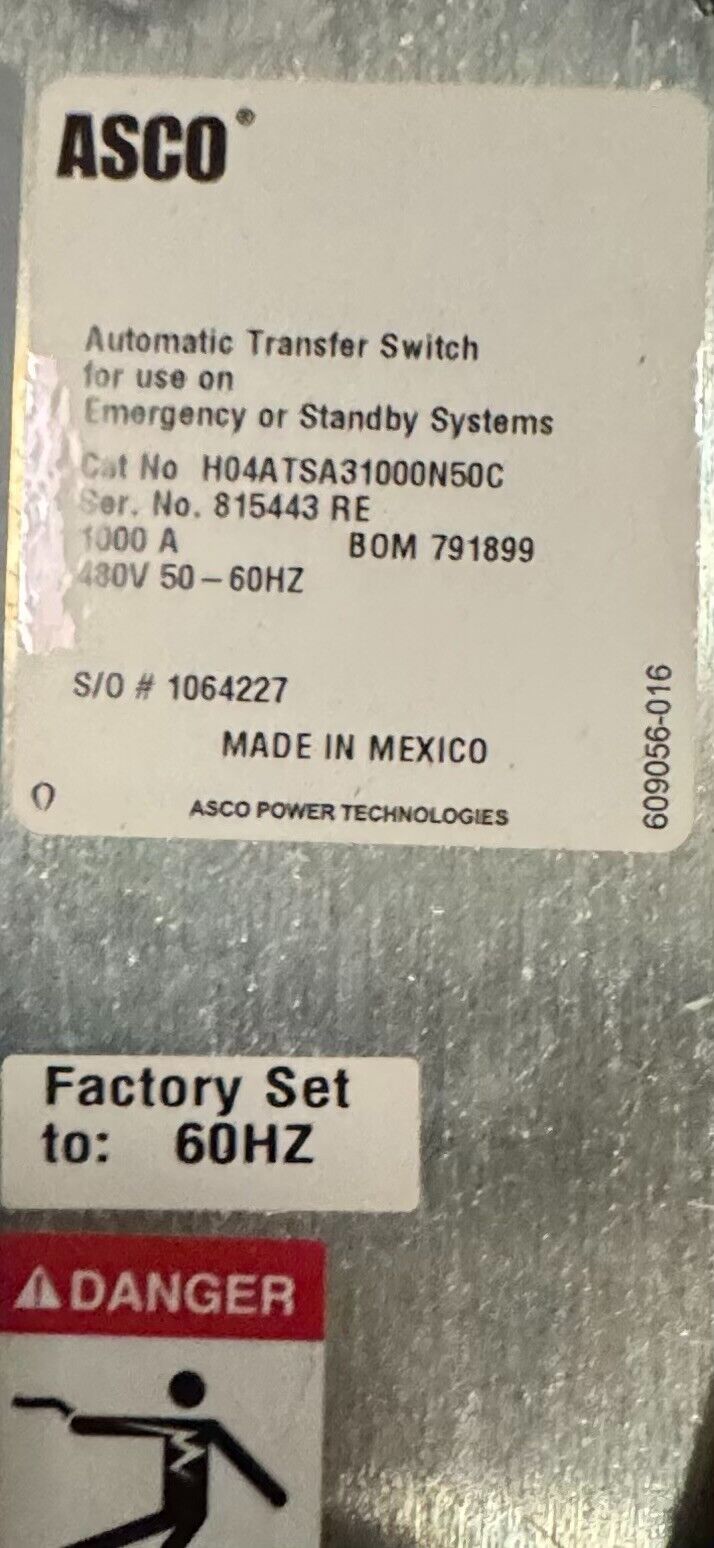 ASCO®
Automatic Transfer Switch
for use on
Emergency or Standby Systems
Cat No H04ATSA31000N50C
Ser. No. 815443 RE
1000 A BOM 791899
480V 50-60HZ
S/O # 1064227
MADE IN MEXICO
ASCO POWER TECHNOLOGIES
609056-016
Factory Set
to: 60HZ
DANGER